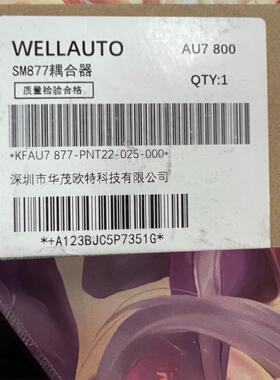 WELLAUTO AU7 800
SM877耦合器
质量检验合格 QTY:1
*KFAU7 877-PNT22-025-000*
深圳市华茂欧特科技有限公司
*+A123BJC5P7351G*